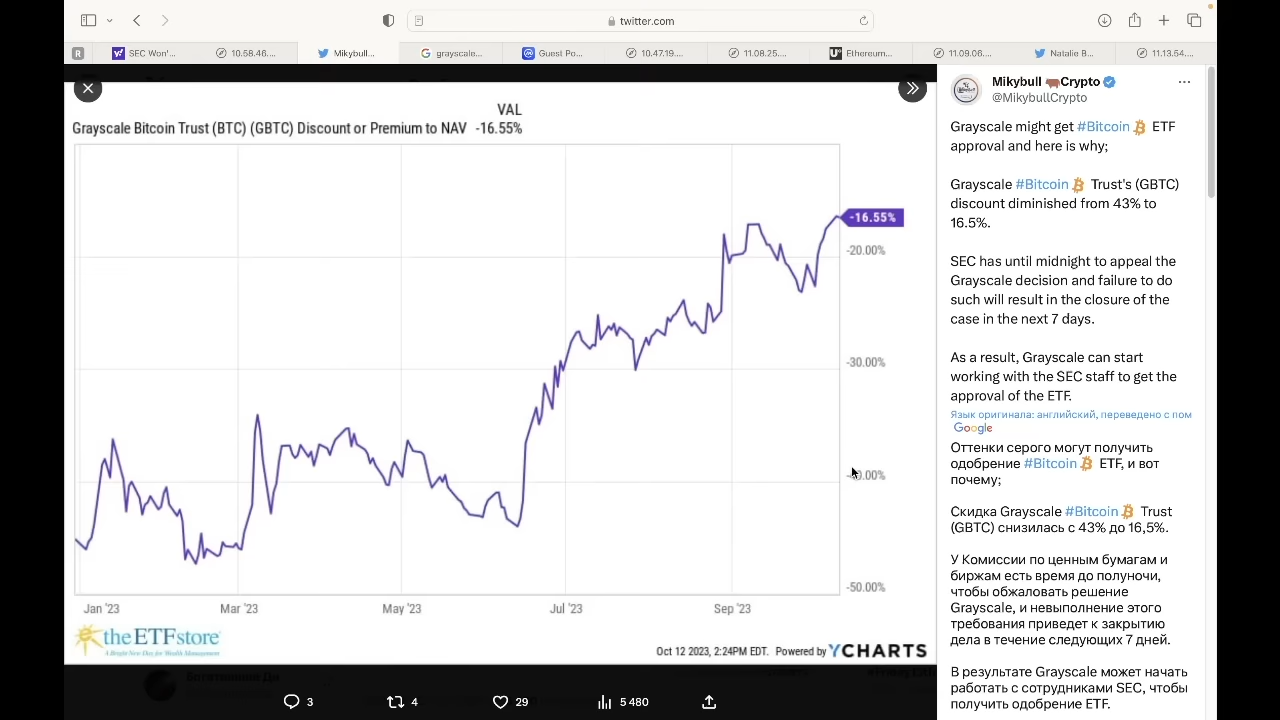 twitter.com
R
SEC Won'...
10.58.46....
Mikybull...
grayscale...
Guest Po...
10.47.19....
11.08.25....
Ethereum...
11.09.06....
Natalie B...
11.13.54....
VAL
Grayscale Bitcoin Trust (BTC) (GBTC) Discount or Premium to NAV -16.55%
-16.55%
-20.00%
-30.00%
.00%
-50.00%
Jan '23
Mar '23
May '23
Jul '23
Sep '23
theETFstore
A Bright New Day for Wealth Management
Oct 12 2023, 2:24PM EDT. Powered by YCHARTS
3
4
29
5 480
Mikybull Crypto
@MikybullCrypto
Grayscale might get #Bitcoin ETF
approval and here is why;
Grayscale #Bitcoin Trust's (GBTC)
discount diminished from 43% to
16.5%.
SEC has until midnight to appeal the
Grayscale decision and failure to do
such will result in the closure of the
case in the next 7 days.
As a result, Grayscale can start
working with the SEC staff to get the
approval of the ETF.
Язык оригинала: английский, переведено с пом
Google
Оттенки серого могут получить
одобрение #Bitcoin ETF, и вот
почему;
Скидка Grayscale #Bitcoin Trust
(GBTC) снизилась с 43% до 16,5%.
У Комиссии по ценным бумагам и
биржам есть время до полуночи,
чтобы обжаловать решение
Grayscale, и невыполнение этого
требования приведет к закрытию
дела в течение следующих 7 дней.
В результате Grayscale может начать
работать с сотрудниками SEC, чтобы
получить одобрение ETF.